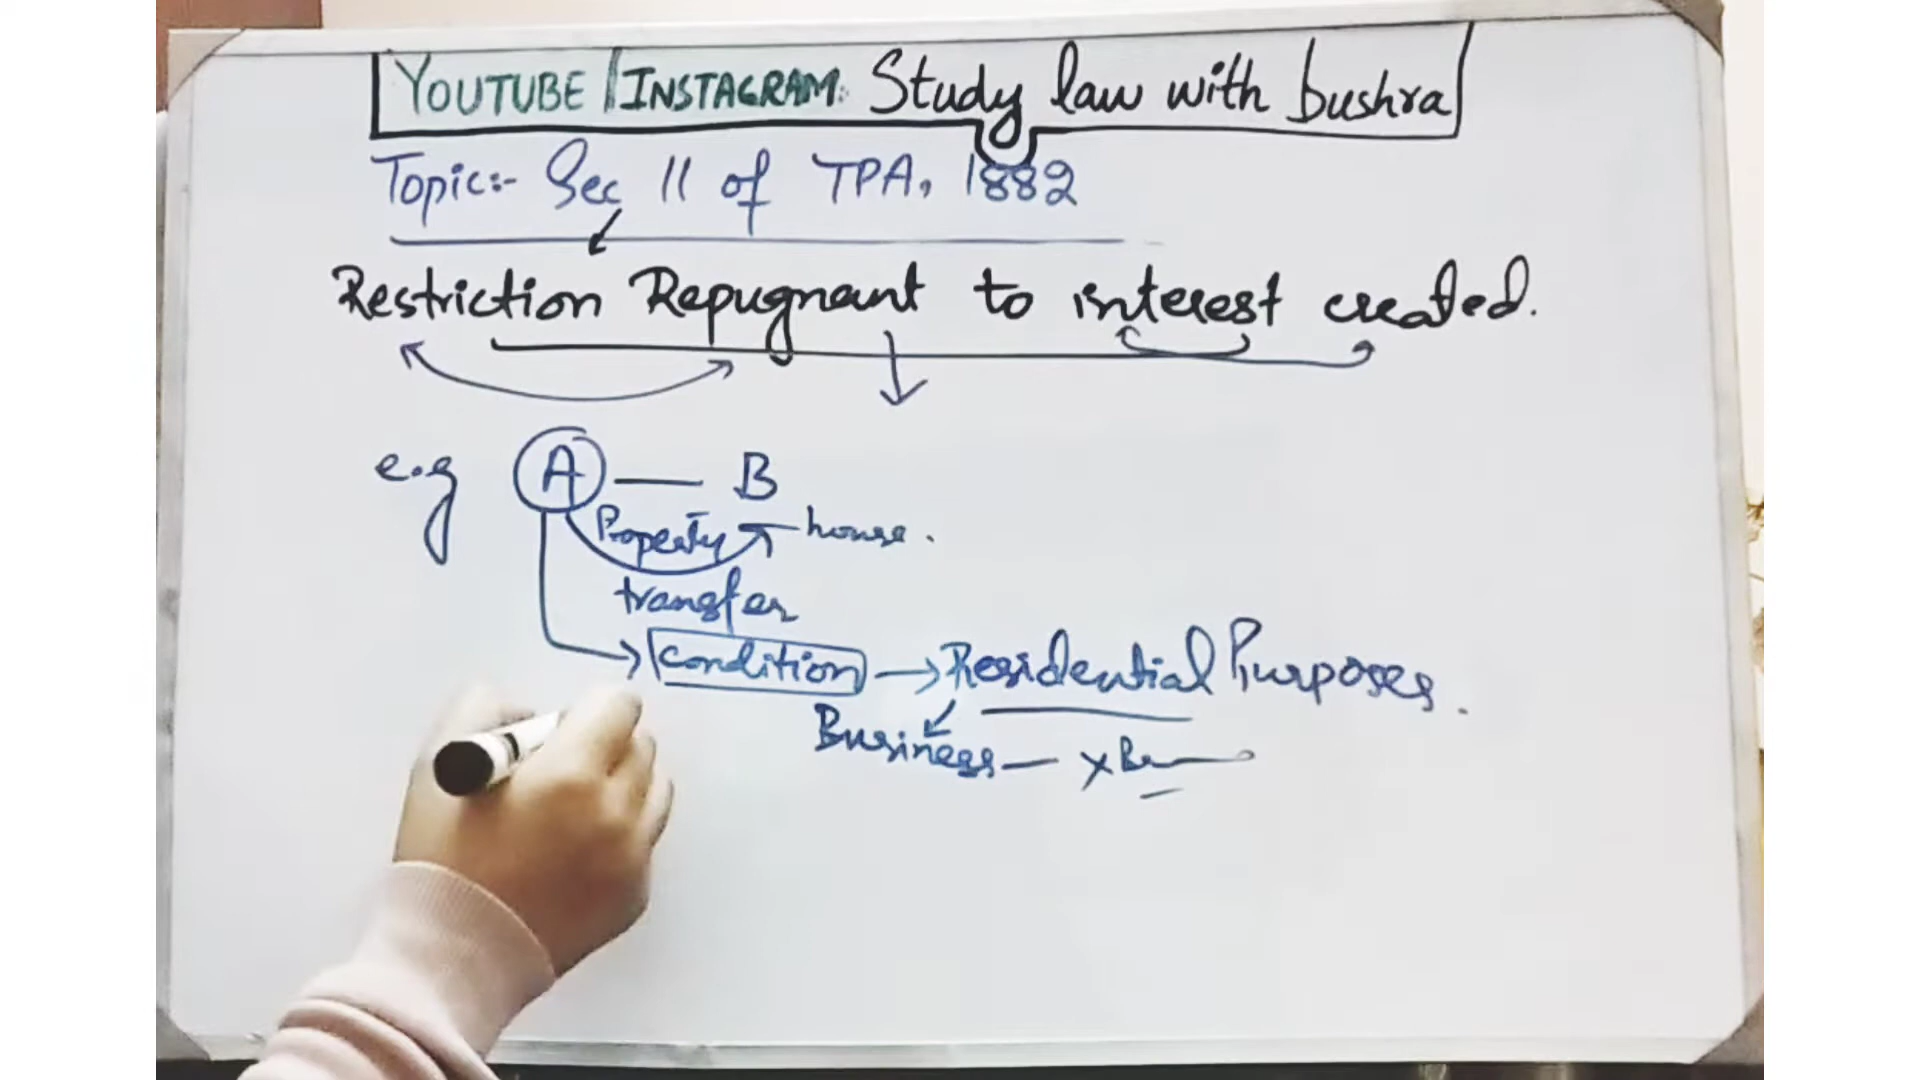 YOUTUBE/INSTAGRAM: Study law with bushra
Topic:- Sec 11 of TPA, 1882
Restriction Repugnant to interest created.
e.g A — B
Property house.
transfer
condition → Residential Purposes.
Business — x